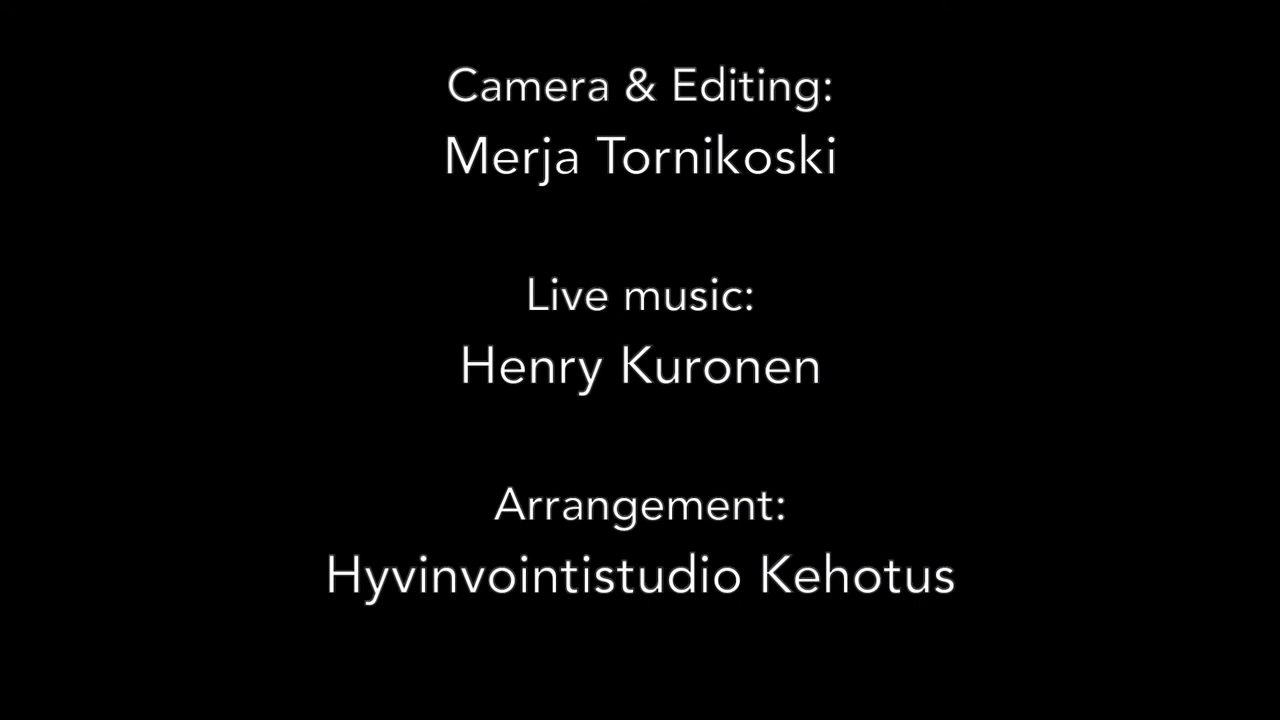 Camera & Editing:
Merja Tornikoski
Live music:
Henry Kuronen
Arrangement:
Hyvinvointistudio Kehotus